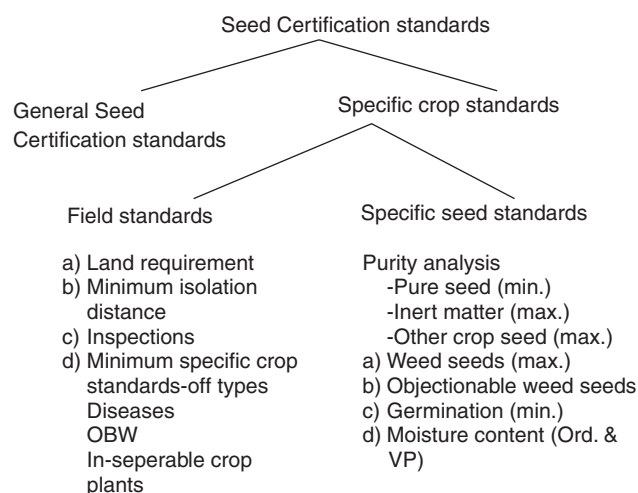 Seed Certification standards
General Seed
Certification standards
Specific crop standards
Field standards
a) Land requirement
b) Minimum isolation
distance
c) Inspections
d) Minimum specific crop
standards-off types
Diseases
OBW
In-seperable crop
plants
Specific seed standards
Purity analysis
-Pure seed (min.)
-Inert matter (max.)
-Other crop seed (max.)
a) Weed seeds (max.)
b) Objectionable weed seeds
c) Germination (min.)
d) Moisture content (Ord. &
VP)